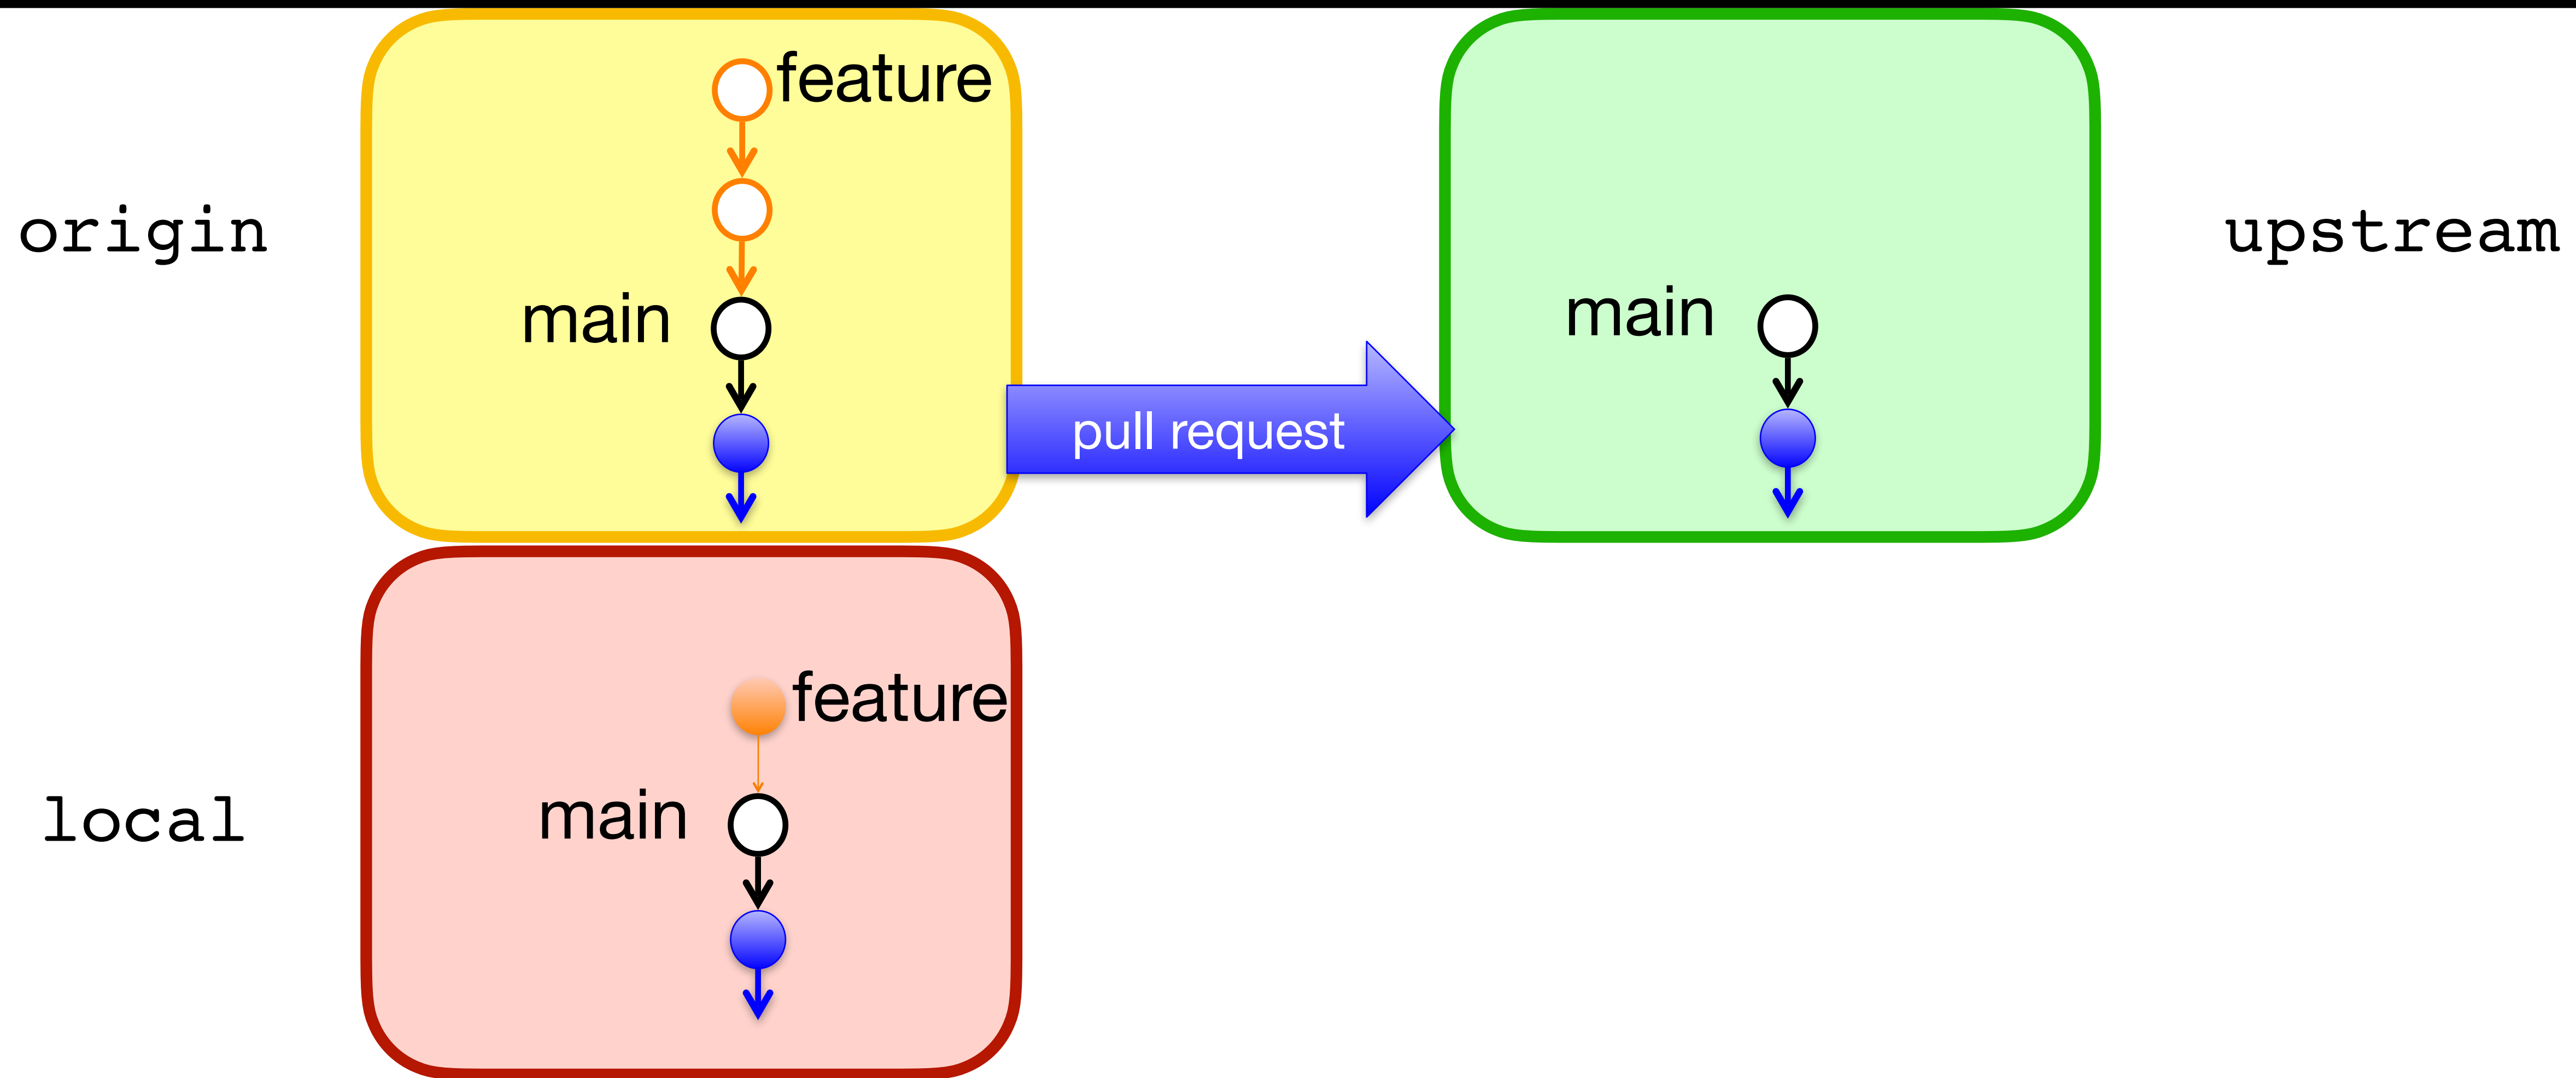 feature
origin
main
pull request
main
upstream
feature
local
main